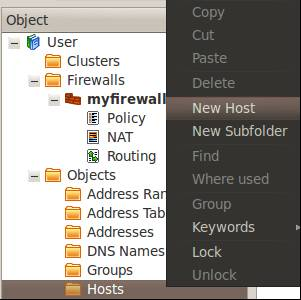 Object
User
Clusters
Firewalls
myfirewall
Policy
NAT
Routing
Objects
Address Ran
Address Tab
Addresses
DNS Names
Groups
Hosts
Copy
Cut
Paste
Delete
New Host
New Subfolder
Find
Where used
Group
Keywords
Lock
Unlock